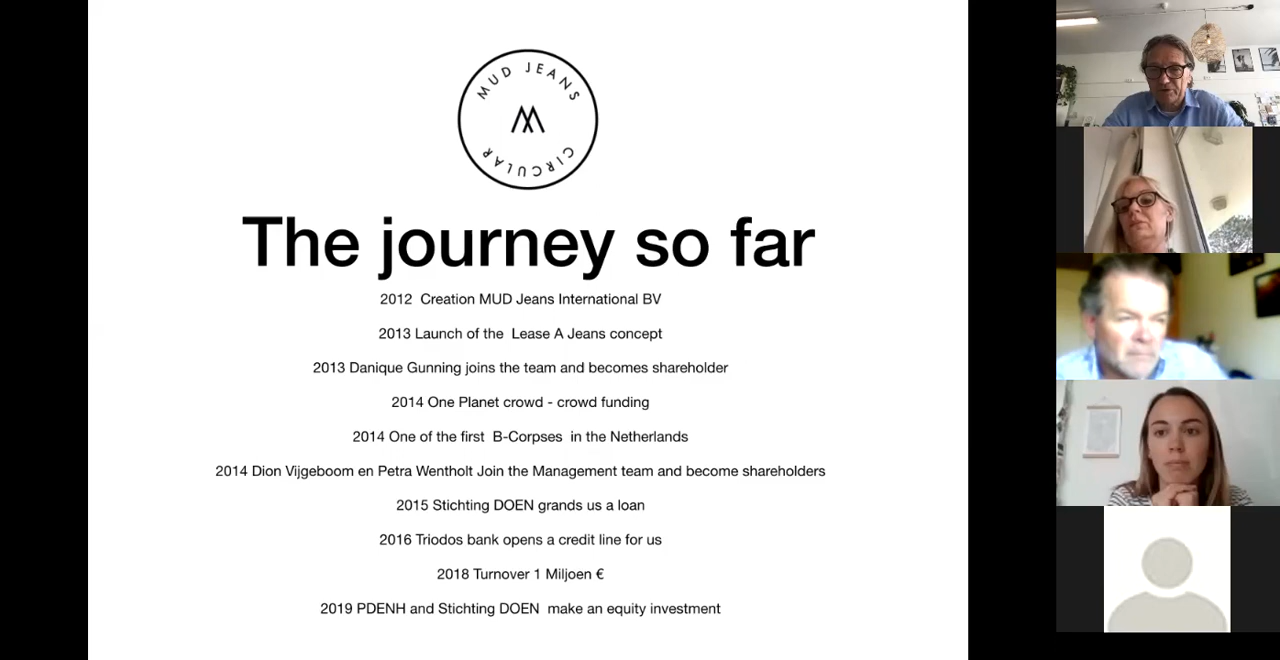 MUD JEANS
CIRCULAR
The journey so far
2012  Creation MUD Jeans International BV
2013 Launch of the  Lease A Jeans concept
2013 Danique Gunning joins the team and becomes shareholder
2014 One Planet crowd - crowd funding
2014 One of the first  B-Corpses  in the Netherlands
2014 Dion Vijgeboom en Petra Wentholt Join the Management team and become shareholders
2015 Stichting DOEN grands us a loan
2016 Triodos bank opens a credit line for us
2018 Turnover 1 Miljoen €
2019 PDENH and Stichting DOEN  make an equity investment